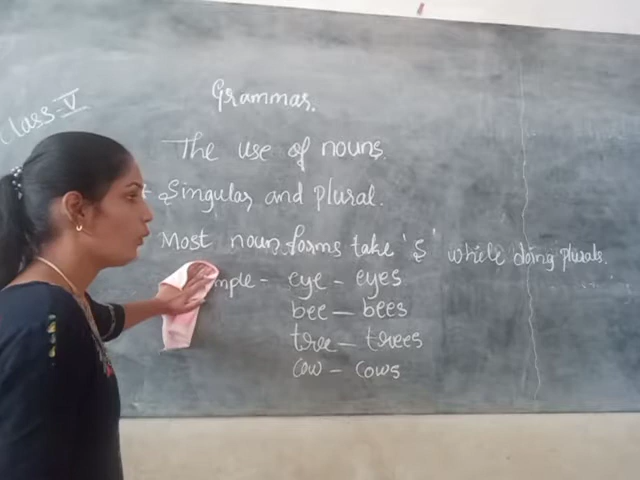 Class-V
Grammar.
The use of nouns.
Singular and plural.
Most noun forms take 's' while doing plurals.
mple - eye - eyes
bee - bees
tree - trees
cow - cows